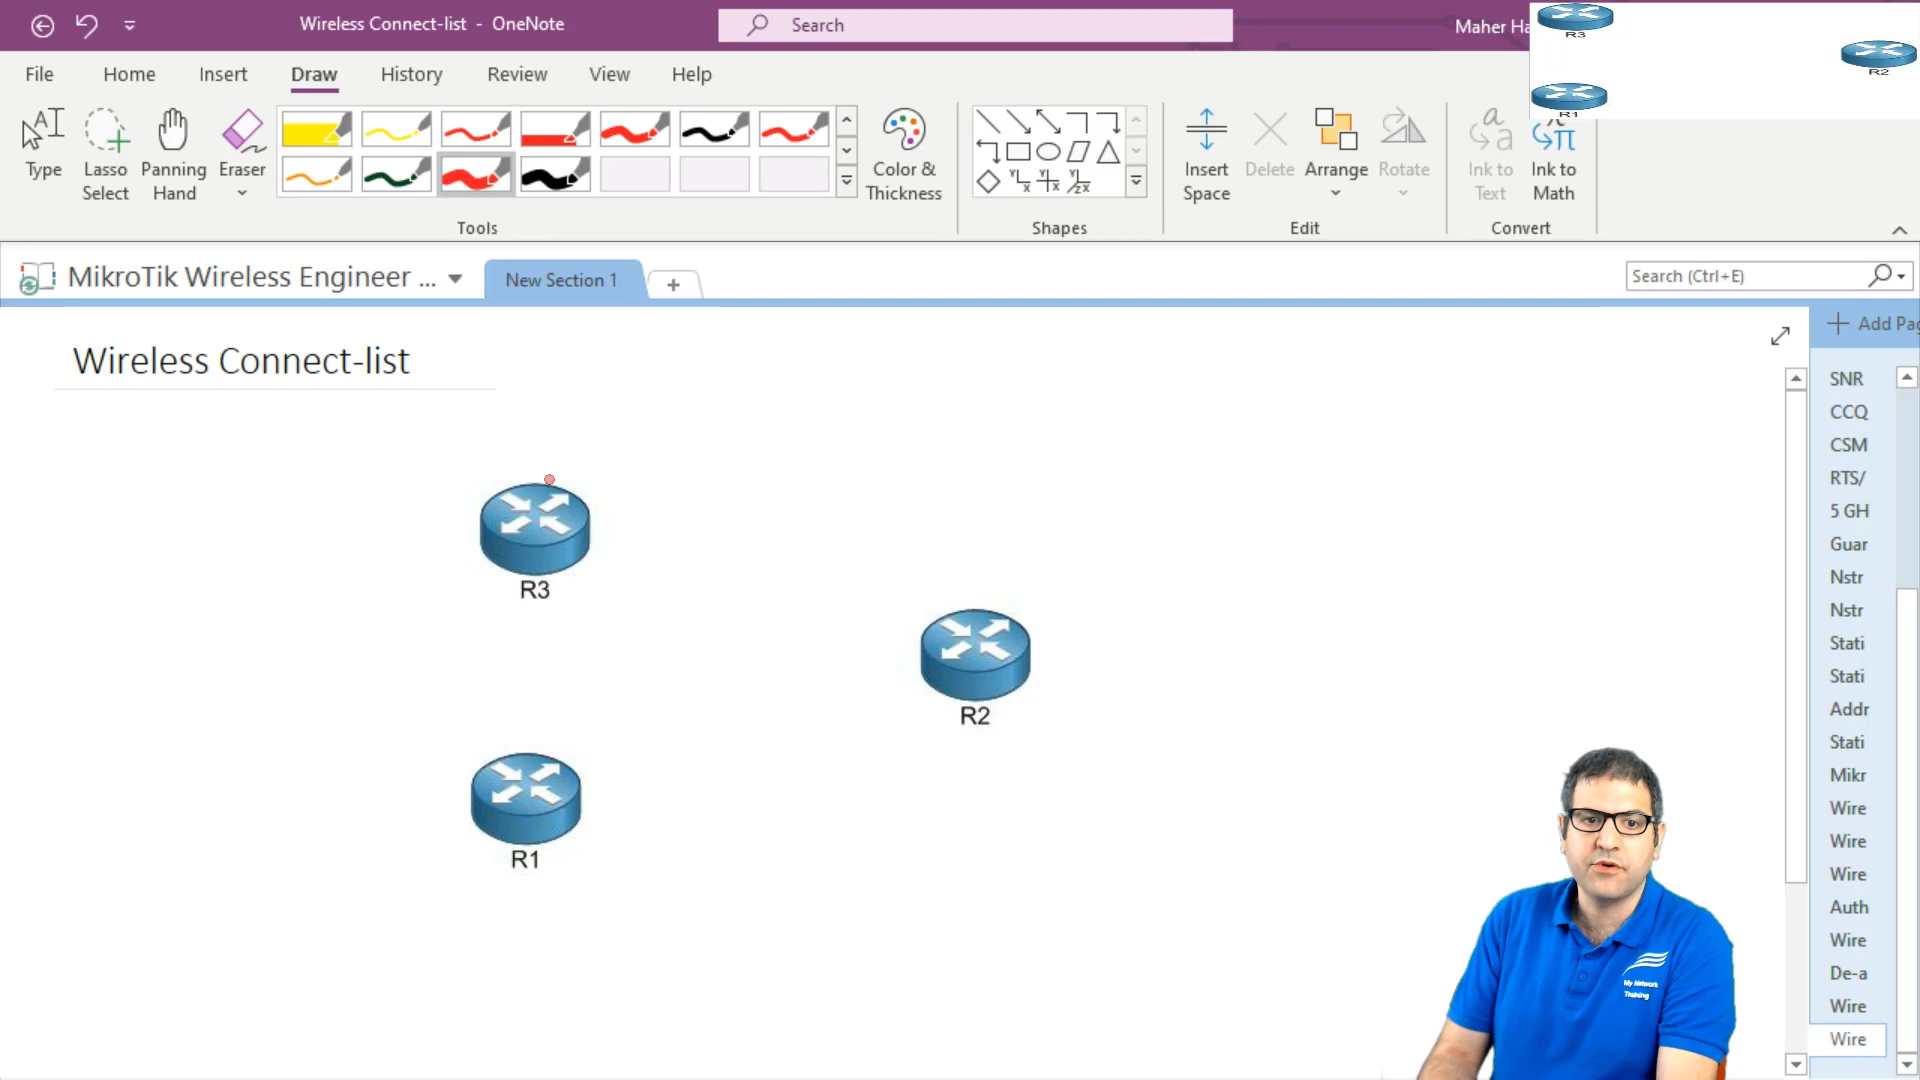 Wireless Connect-list - OneNote
Search
Maher Ha
R3
R2
R1
File
Home
Insert
Draw
History
Review
View
Help
Type
Lasso Select
Panning Hand
Eraser
Color & Thickness
Insert Space
Delete
Arrange
Rotate
Ink to Text
Ink to Math
Tools
Shapes
Edit
Convert
MikroTik Wireless Engineer ...
New Section 1
Search (Ctrl+E)
Add Pag
Wireless Connect-list
SNR
CCQ
CSM
RTS/
5 GH
Guar
Nstr
Nstr
Stati
Stati
Addr
Stati
Mikr
Wire
Wire
Wire
Auth
Wire
De-a
Wire
Wire
R3
R2
R1
My Network
Training